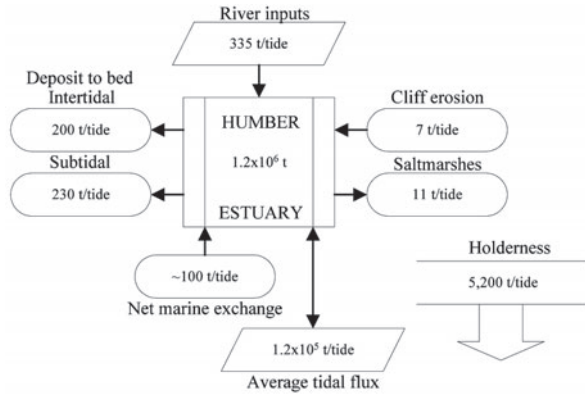 River inputs
335 t/tide
Deposit to bed
Intertidal
200 t/tide
Subtidal
230 t/tide
HUMBER
1.2x10⁶ t
ESTUARY
Cliff erosion
7 t/tide
Saltmarshes
11 t/tide
~100 t/tide
Net marine exchange
1.2x10⁵ t/tide
Average tidal flux
Holderness
5,200 t/tide